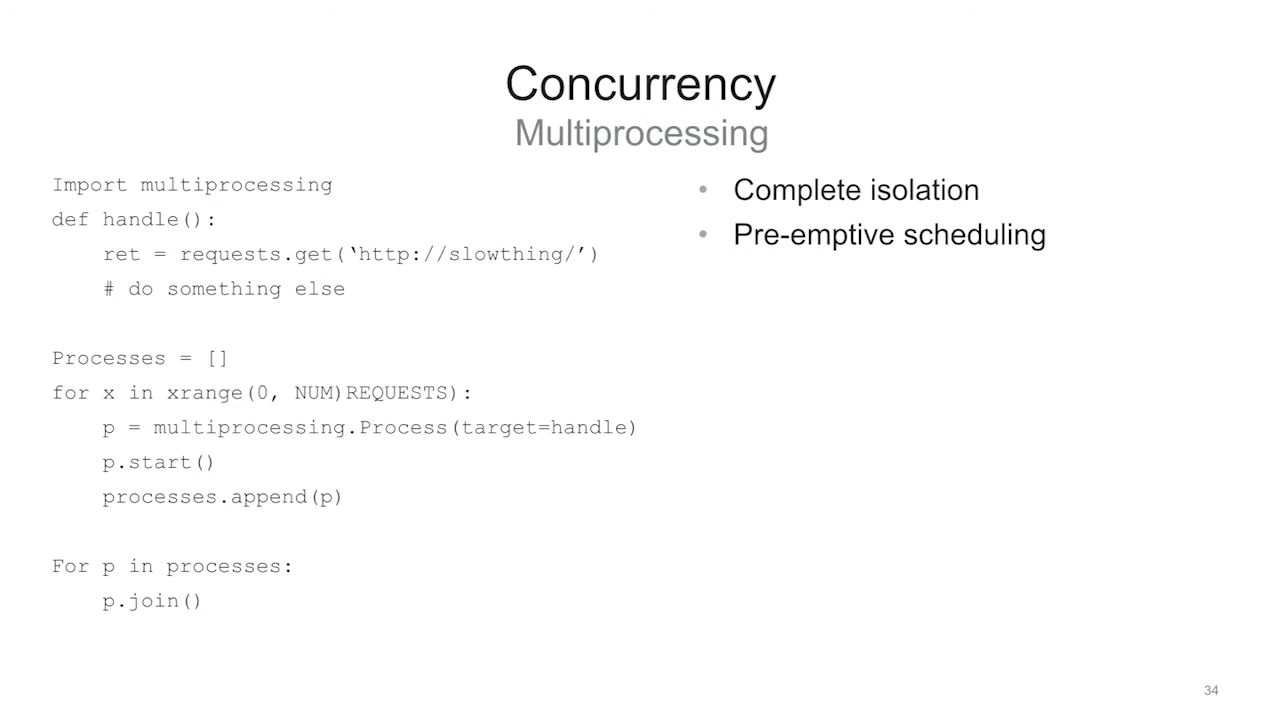 Concurrency
Multiprocessing
Import multiprocessing
def handle():
    ret = requests.get(‘http://slowthing/’)
    # do something else
Processes = []
for x in xrange(0, NUM)REQUESTS):
    p = multiprocessing.Process(target=handle)
    p.start()
    processes.append(p)
For p in processes:
    p.join()
• Complete isolation
• Pre-emptive scheduling
34